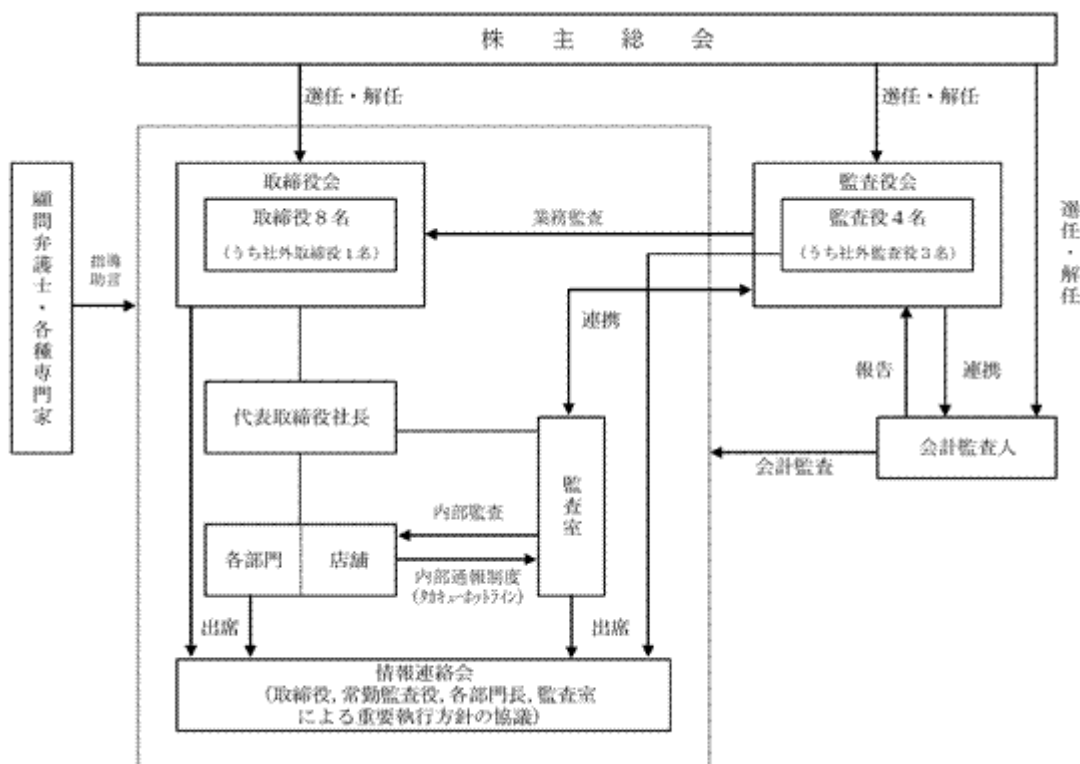 株主総会
選任・解任
選任・解任
選任・解任
取締役会
取締役8名
(うち社外取締役1名)
監査役会
監査役4名
(うち社外監査役3名)
業務監査
顧問弁護士・各種専門家
指導
助言
連携
報告
連携
代表取締役社長
会計監査人
会計監査
監査室
内部監査
各部門
店舗
内部通報制度
(タカキューホットライン)
出席
出席
情報連絡会
(取締役,常勤監査役,各部門長,監査室
による重要執行方針の協議)